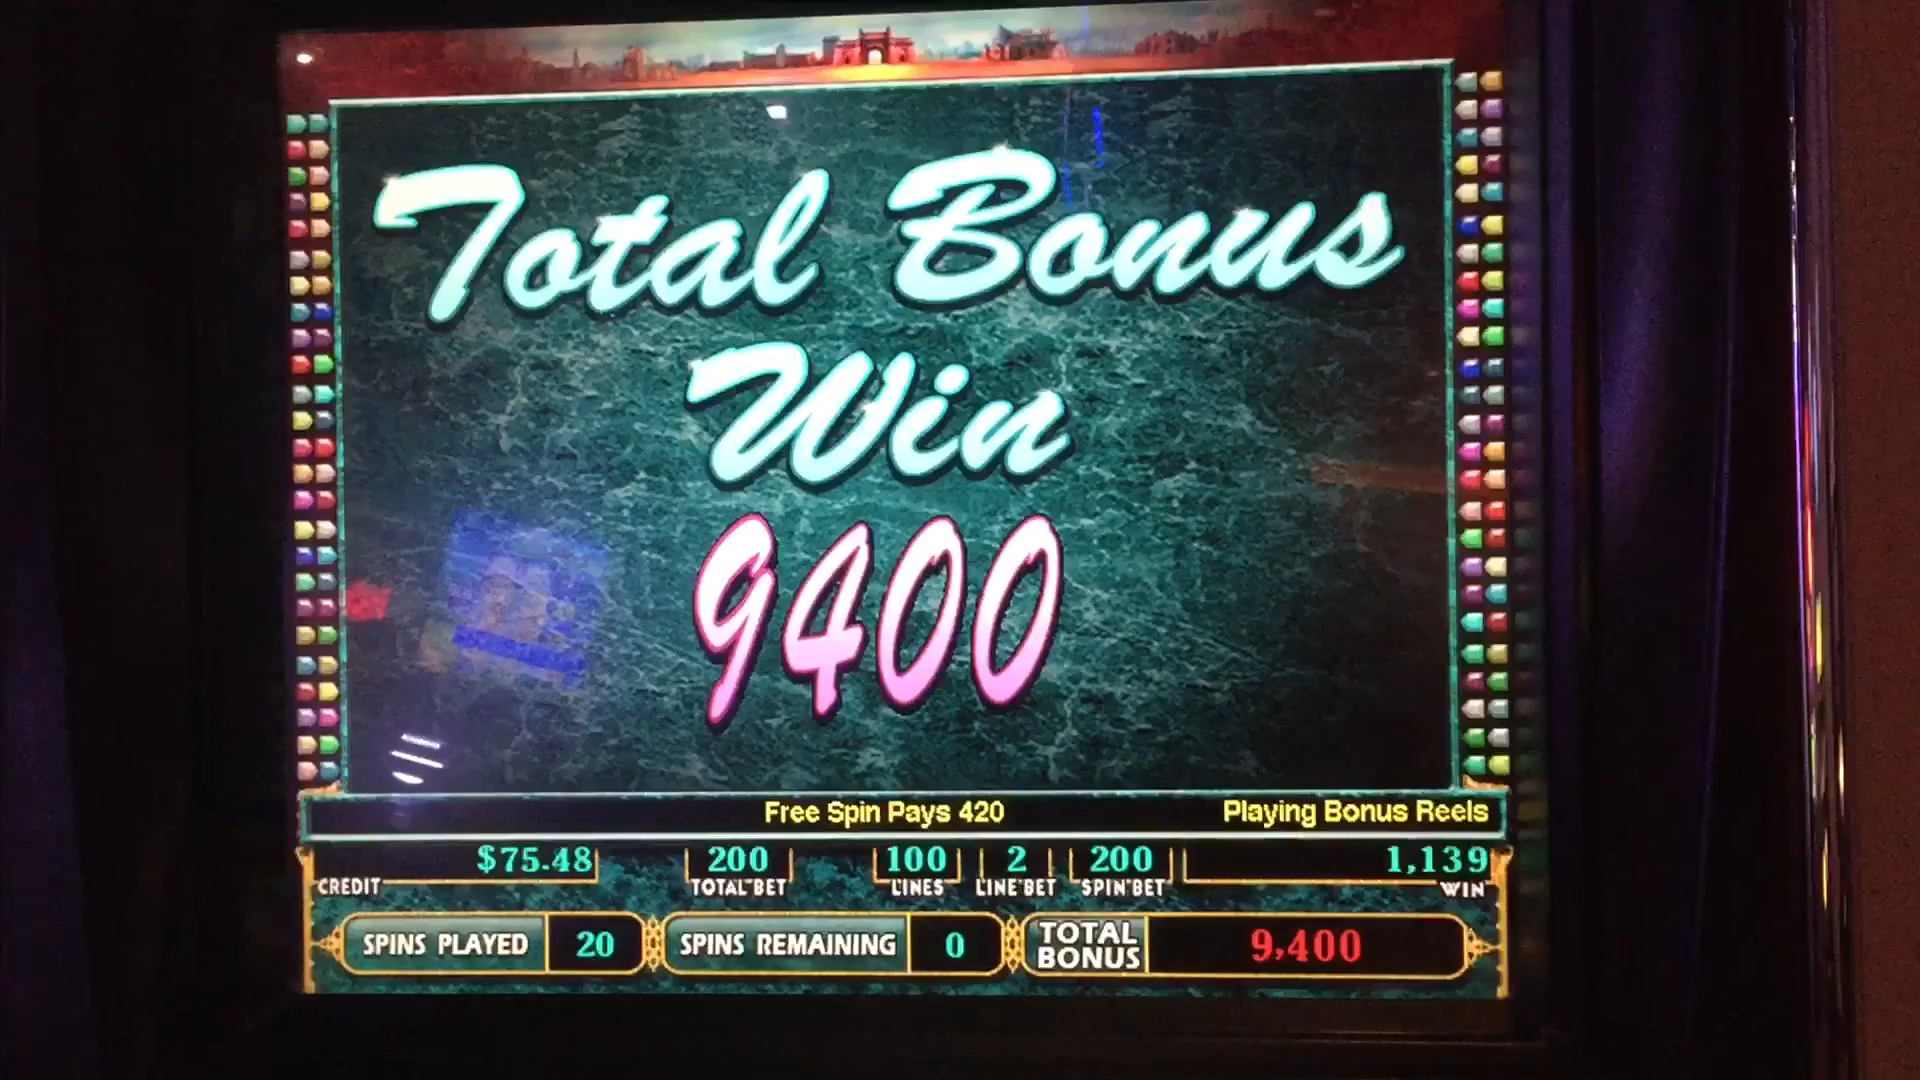 Total Bonus
Win
9400
Free Spin Pays 420 Playing Bonus Reels
$75.48 200 100 2 200 1,139
CREDIT TOTAL BET LINES LINE BET SPIN BET WIN
SPINS PLAYED 20 SPINS REMAINING 0 TOTAL BONUS 9,400